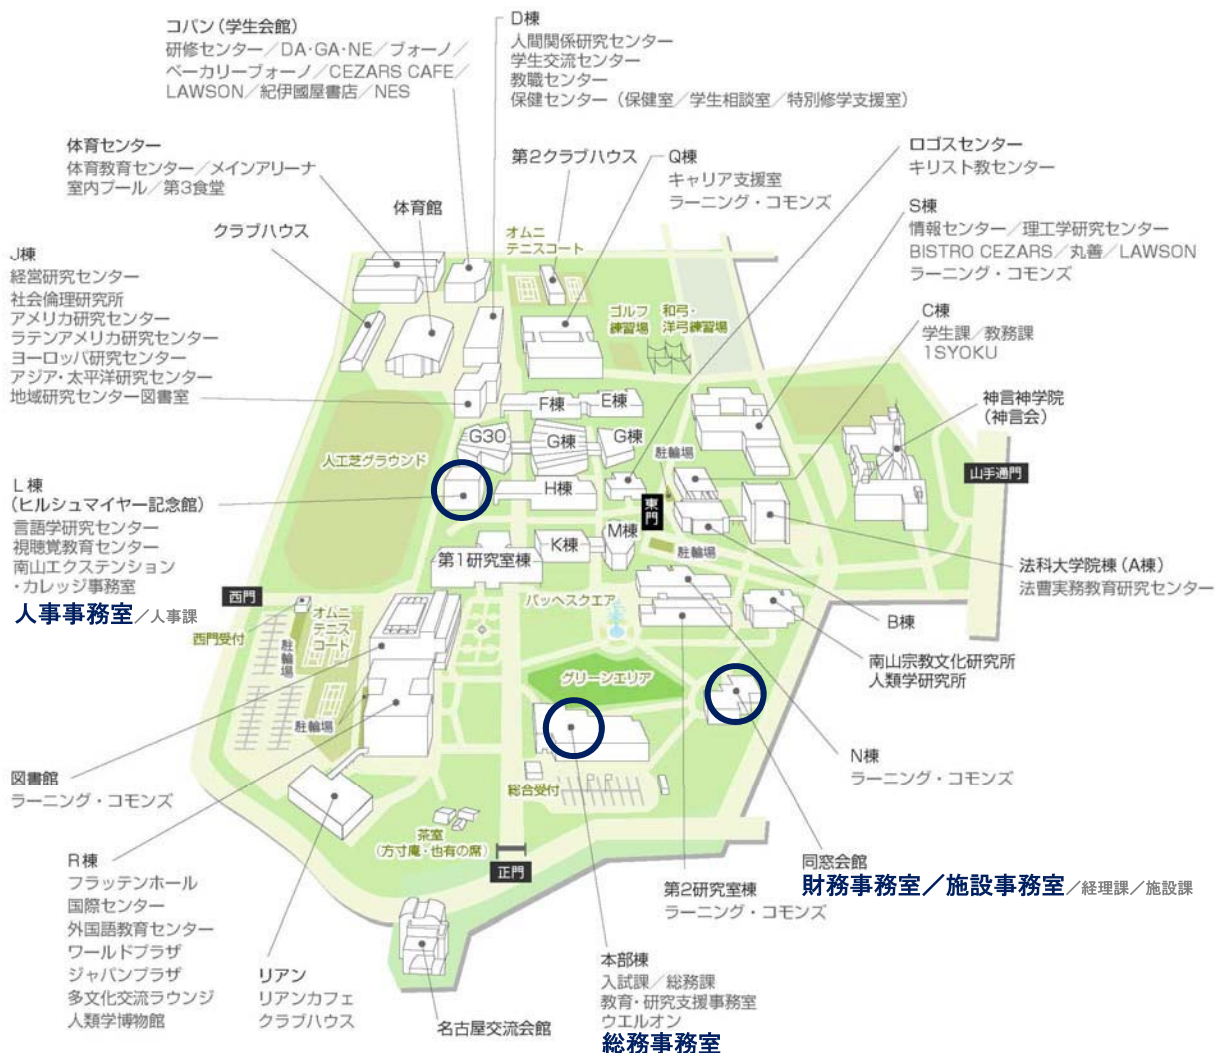 コパン(学生会館)
研修センター／DA・GA・NE／ブォーノ／
ベーカリーブォーノ／CEZARS CAFE／
LAWSON／紀伊國屋書店／NES
D棟
人間関係研究センター
学生交流センター
教職センター
保健センター（保健室／学生相談室／特別修学支援室）
体育センター
体育教育センター／メインアリーナ
室内プール／第3食堂
第2クラブハウス
Q棟
キャリア支援室
ラーニング・コモンズ
ロゴスセンター
キリスト教センター
体育館
クラブハウス
オムニ
テニスコート
S棟
情報センター／理工学研究センター
BISTRO CEZARS／丸善／LAWSON
ラーニング・コモンズ
J棟
経営研究センター
社会倫理研究所
アメリカ研究センター
ラテンアメリカ研究センター
ヨーロッパ研究センター
アジア・太平洋研究センター
地域研究センター図書室
ゴルフ
練習場
和弓・
洋弓練習場
C棟
学生課／教務課
1SYOKU
神言神学院
(神言会)
F棟
E棟
G30
G棟
G棟
駐輪場
人工芝グラウンド
山手通門
L棟
(ヒルシュマイヤー記念館)
言語学研究センター
視聴覚教育センター
南山エクステンション
・カレッジ事務室
人事事務室／人事課
H棟
東門
M棟
K棟
第1研究室棟
駐輪場
法科大学院棟(A棟)
法曹実務教育研究センター
西門
西門受付
オムニ
テニス
コート
駐輪場
パッヘスクエア
B棟
南山宗教文化研究所
人類学研究所
グリーンエリア
駐輪場
N棟
ラーニング・コモンズ
図書館
ラーニング・コモンズ
総合受付
茶室
(方寸庵・也有の席)
正門
R棟
フラッテンホール
国際センター
外国語教育センター
ワールドプラザ
ジャパンプラザ
多文化交流ラウンジ
人類学博物館
リアン
リアンカフェ
クラブハウス
名古屋交流会館
同窓会館
財務事務室／施設事務室／経理課／施設課
第2研究室棟
ラーニング・コモンズ
本部棟
入試課／総務課
教育・研究支援事務室
ウエルオン
総務事務室